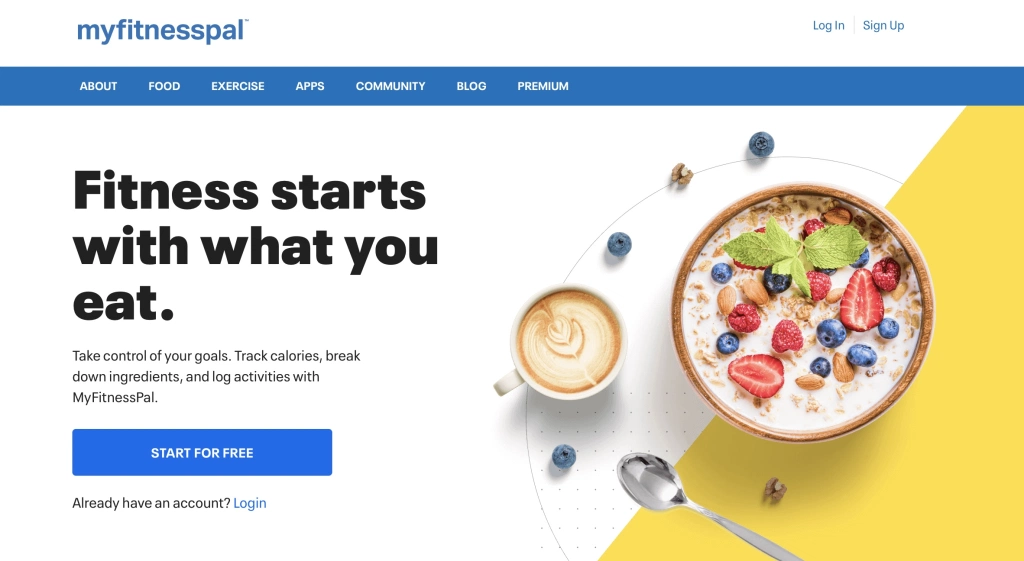 myfitnesspal™
Log In
Sign Up
ABOUT
FOOD
EXERCISE
APPS
COMMUNITY
BLOG
PREMIUM
Fitness starts
with what you
eat.
Take control of your goals. Track calories, break
down ingredients, and log activities with
MyFitnessPal.
START FOR FREE
Already have an account? Login